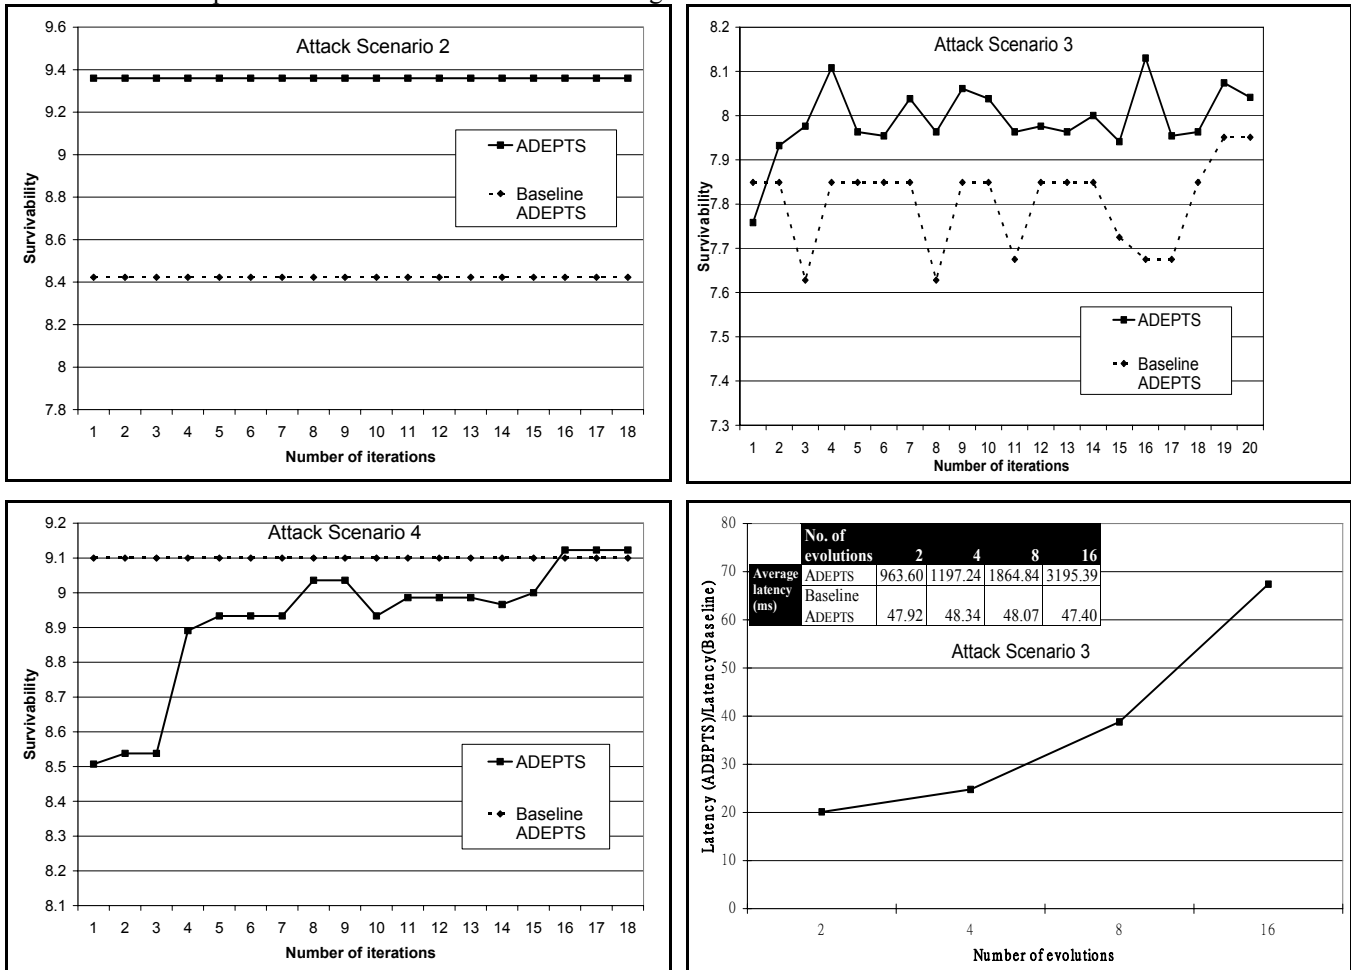 Attack Scenario 2
9.6
9.4
9.2
9
8.8
8.6
8.4
8.2
8
7.8
Survivability
ADEPTS
Baseline
ADEPTS
1 2 3 4 5 6 7 8 9 10 11 12 13 14 15 16 17 18
Number of iterations
Attack Scenario 3
8.2
8.1
8
7.9
7.8
7.7
7.6
7.5
7.4
7.3
Survivability
ADEPTS
Baseline
ADEPTS
1 2 3 4 5 6 7 8 9 10 11 12 13 14 15 16 17 18 19 20
Number of iterations
Attack Scenario 4
9.2
9.1
9
8.9
8.8
8.7
8.6
8.5
8.4
8.3
8.2
8.1
Survivability
ADEPTS
Baseline
ADEPTS
1 2 3 4 5 6 7 8 9 10 11 12 13 14 15 16 17 18
Number of iterations
80
70
60
50
40
30
20
10
0
Latency (ADEPTS)/Latency(Baseline)
No. of
evolutions 2 4 8 16
Average
latency
(ms)
ADEPTS 963.60 1197.24 1864.84 3195.39
Baseline
ADEPTS 47.92 48.34 48.07 47.40
Attack Scenario 3
2 4 8 16
Number of evolutions